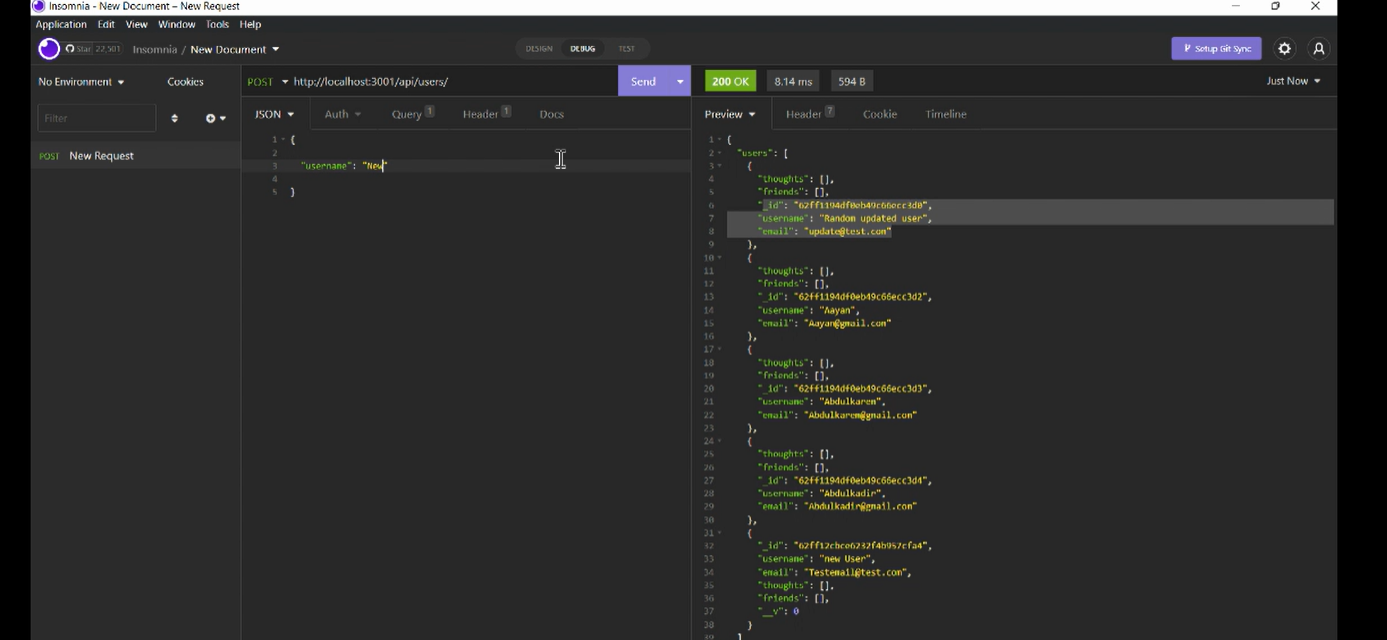 Insomnia - New Document – New Request
Application Edit View Window Tools Help
Star 22,501 Insomnia / New Document DESIGN DEBUG TEST Setup Git Sync
No Environment Cookies POST http://localhost:3001/api/users/ Send 200 OK 8.14 ms 594 B Just Now
Filter JSON Auth Query 1 Header 1 Docs Preview Header 7 Cookie Timeline
POST New Request
1 {
2
3 "username": "New"
4
5 }
1 {
2 "users": [
3 {
4 "thoughts": [],
5 "friends": [],
6 "_id": "62ff1194df0eb49c66ecc3d0",
7 "username": "Random updated user",
8 "email": "update@test.com"
9 },
10 {
11 "thoughts": [],
12 "friends": [],
13 "_id": "62ff1194df0eb49c66ecc3d2",
14 "username": "Aayan",
15 "email": "Aayan@gmail.com"
16 },
17 {
18 "thoughts": [],
19 "friends": [],
20 "_id": "62ff1194df0eb49c66ecc3d3",
21 "username": "Abdulkarem",
22 "email": "Abdulkarem@gmail.com"
23 },
24 {
25 "thoughts": [],
26 "friends": [],
27 "_id": "62ff1194df0eb49c66ecc3d4",
28 "username": "Abdulkadir",
29 "email": "Abdulkadir@gmail.com"
30 },
31 {
32 "_id": "62ff12cbce6232f4b957cfa4",
33 "username": "new User",
34 "email": "Testemail@test.com",
35 "thoughts": [],
36 "friends": [],
37 "__v": 0
38 }
39 ]